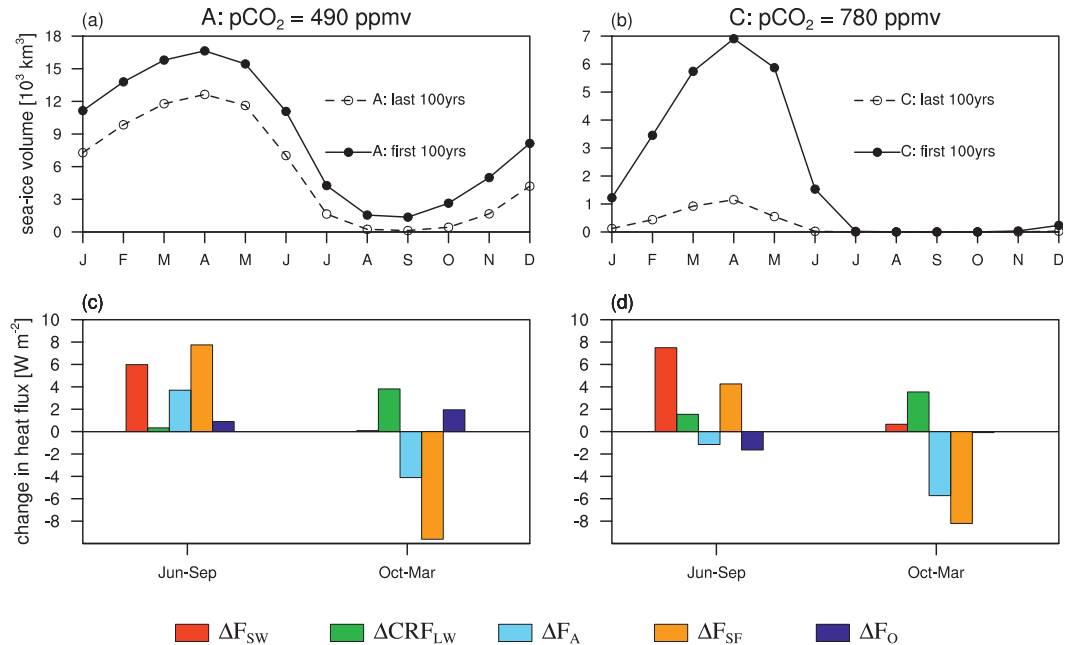 (a) A: pCO₂ = 490 ppmv
(b) C: pCO₂ = 780 ppmv
sea-ice volume [10³ km³]
18
15
12
9
6
3
0
A: last 100yrs
A: first 100yrs
J F M A M J J A S O N D
7
6
5
4
3
2
1
0
C: last 100yrs
C: first 100yrs
J F M A M J J A S O N D
(c)
change in heat flux [W m⁻²]
10
8
6
4
2
0
-2
-4
-6
-8
Jun-Sep Oct-Mar
(d)
10
8
6
4
2
0
-2
-4
-6
-8
Jun-Sep Oct-Mar
ΔF_SW ΔCRF_LW ΔF_A ΔF_SF ΔF_O